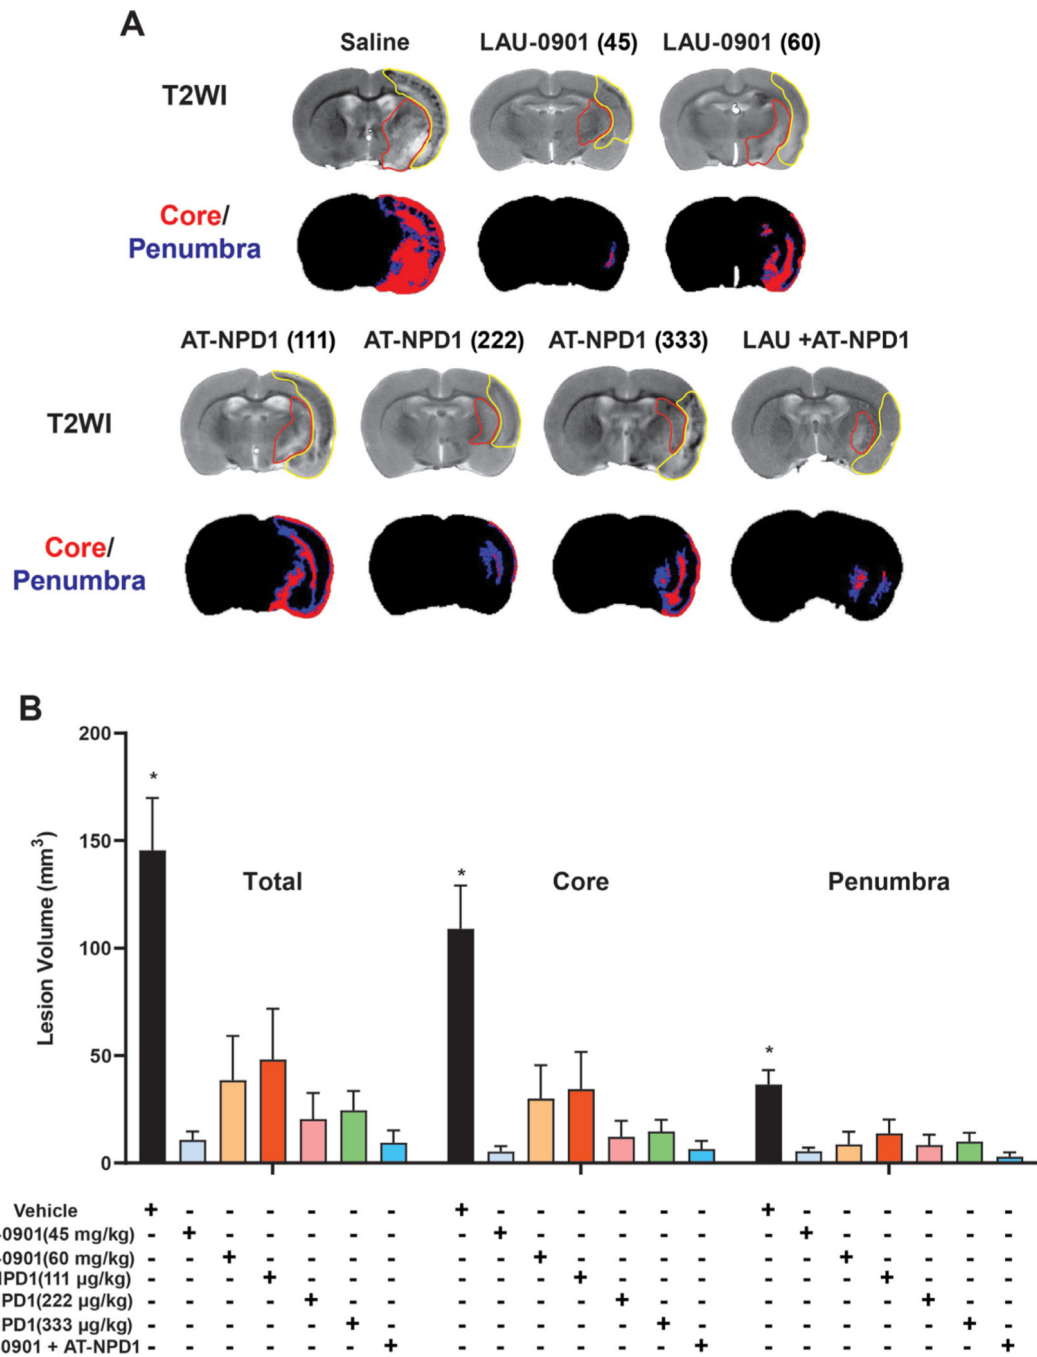 A
Saline LAU-0901 (45) LAU-0901 (60)
T2WI
Core/
Penumbra
AT-NPD1 (111) AT-NPD1 (222) AT-NPD1 (333) LAU +AT-NPD1
T2WI
Core/
Penumbra
B
200
*
150
*
Total Core Penumbra
Lesion Volume (mm³)
100
*
50
0
Vehicle + - - - - - - + - - - - - - + - - - - - -
-0901(45 mg/kg) - + - - - - - - + - - - - - - + - - - - -
-0901(60 mg/kg) - - + - - - - - - + - - - - - - + - - - -
NPD1(111 µg/kg) - - - + - - - - - - + - - - - - - + - - -
PD1(222 µg/kg) - - - - + - - - - - - + - - - - - - + - -
PD1(333 µg/kg) - - - - - + - - - - - - + - - - - - - + -
0901 + AT-NPD1 - - - - - - + - - - - - - + - - - - - - +